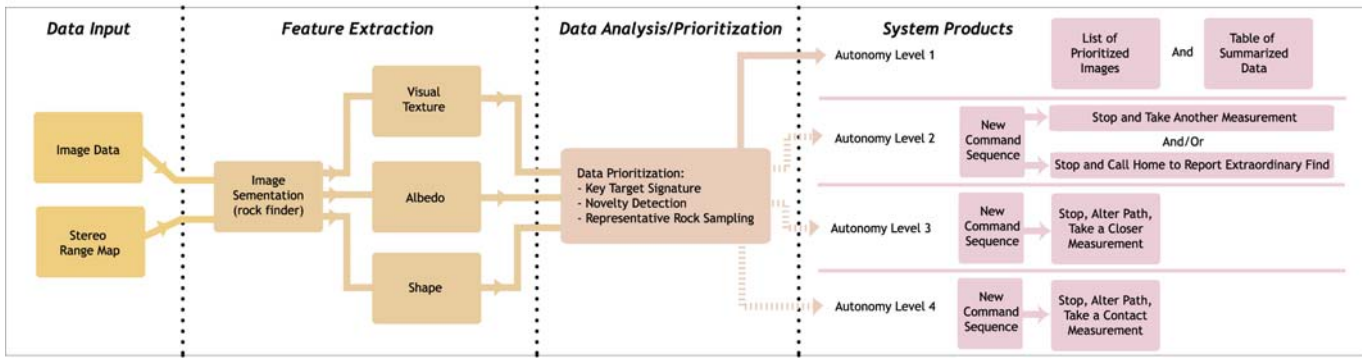 Data Input
Feature Extraction
Data Analysis/Prioritization
System Products
Image Data
Stereo
Range Map
Image
Sementation
(rock finder)
Visual
Texture
Albedo
Shape
Data Prioritization:
- Key Target Signature
- Novelty Detection
- Representative Rock Sampling
Autonomy Level 1
List of
Prioritized
Images
And
Table of
Summarized
Data
Autonomy Level 2
New
Command
Sequence
Stop and Take Another Measurement
And/Or
Stop and Call Home to Report Extraordinary Find
Autonomy Level 3
New
Command
Sequence
Stop, Alter Path,
Take a Closer
Measurement
Autonomy Level 4
New
Command
Sequence
Stop, Alter Path,
Take a Contact
Measurement